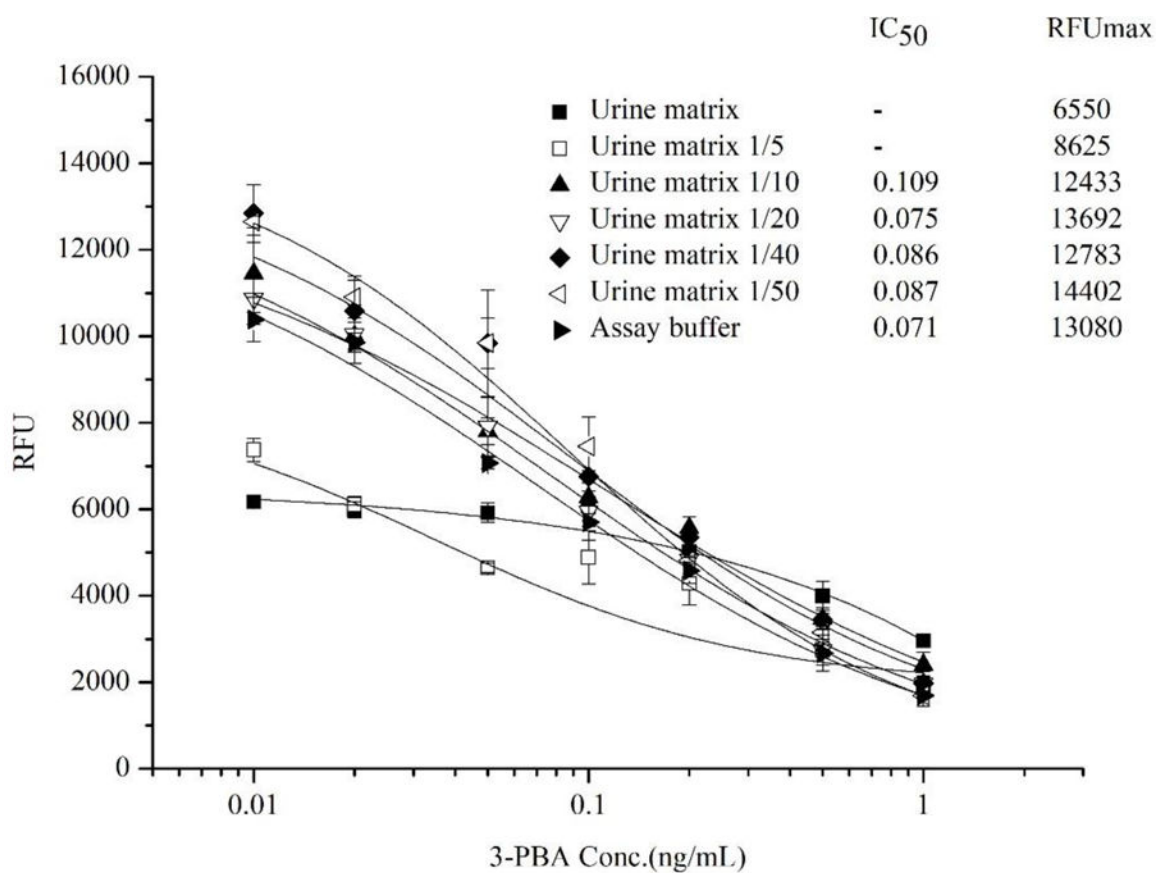 IC50 RFUmax
16000
Urine matrix - 6550
Urine matrix 1/5 - 8625
14000
Urine matrix 1/10 0.109 12433
Urine matrix 1/20 0.075 13692
12000
Urine matrix 1/40 0.086 12783
Urine matrix 1/50 0.087 14402
10000
Assay buffer 0.071 13080
8000
RFU
6000
4000
2000
0
0.01 0.1 1
3-PBA Conc.(ng/mL)